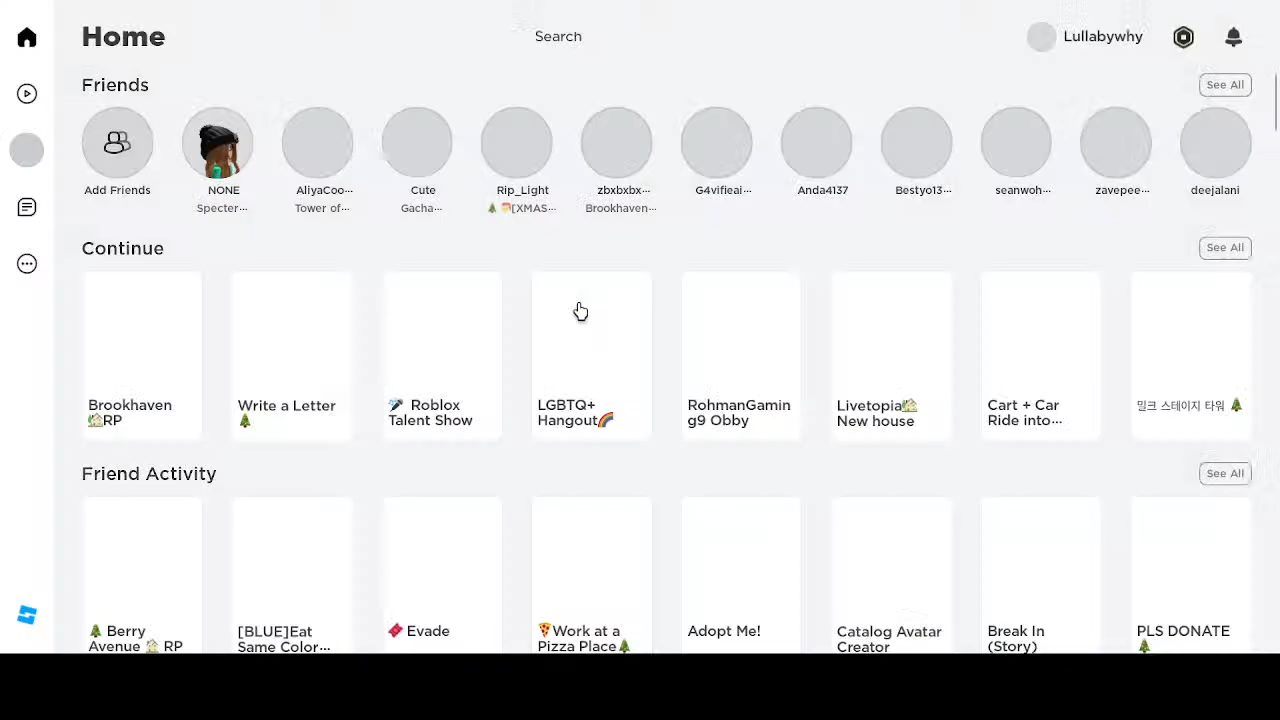 Home
Search
Lullabywhy
Friends
See All
Add Friends
NONE
AliyaCoo...
Cute
Rip_Light
zbxbxbx...
G4vifieai...
Anda4137
Bestyo13...
seanwoh...
zavepee...
deejalani
Specter...
Tower of...
Gacha...
🎄🎅[XMAS...
Brookhaven...
Continue
See All
Brookhaven
🏡RP
Write a Letter
🎄
🎤 Roblox
Talent Show
LGBTQ+
Hangout🌈
RohmanGamin
g9 Obby
Livetopia🏡
New house
Cart + Car
Ride into...
밀크 스테이지 타워 🎄
Friend Activity
See All
🎄 Berry
Avenue 🏠 RP
[BLUE]Eat
Same Color...
🎟️ Evade
🍕Work at a
Pizza Place🎄
Adopt Me!
Catalog Avatar
Creator
Break In
(Story)
PLS DONATE
🎄